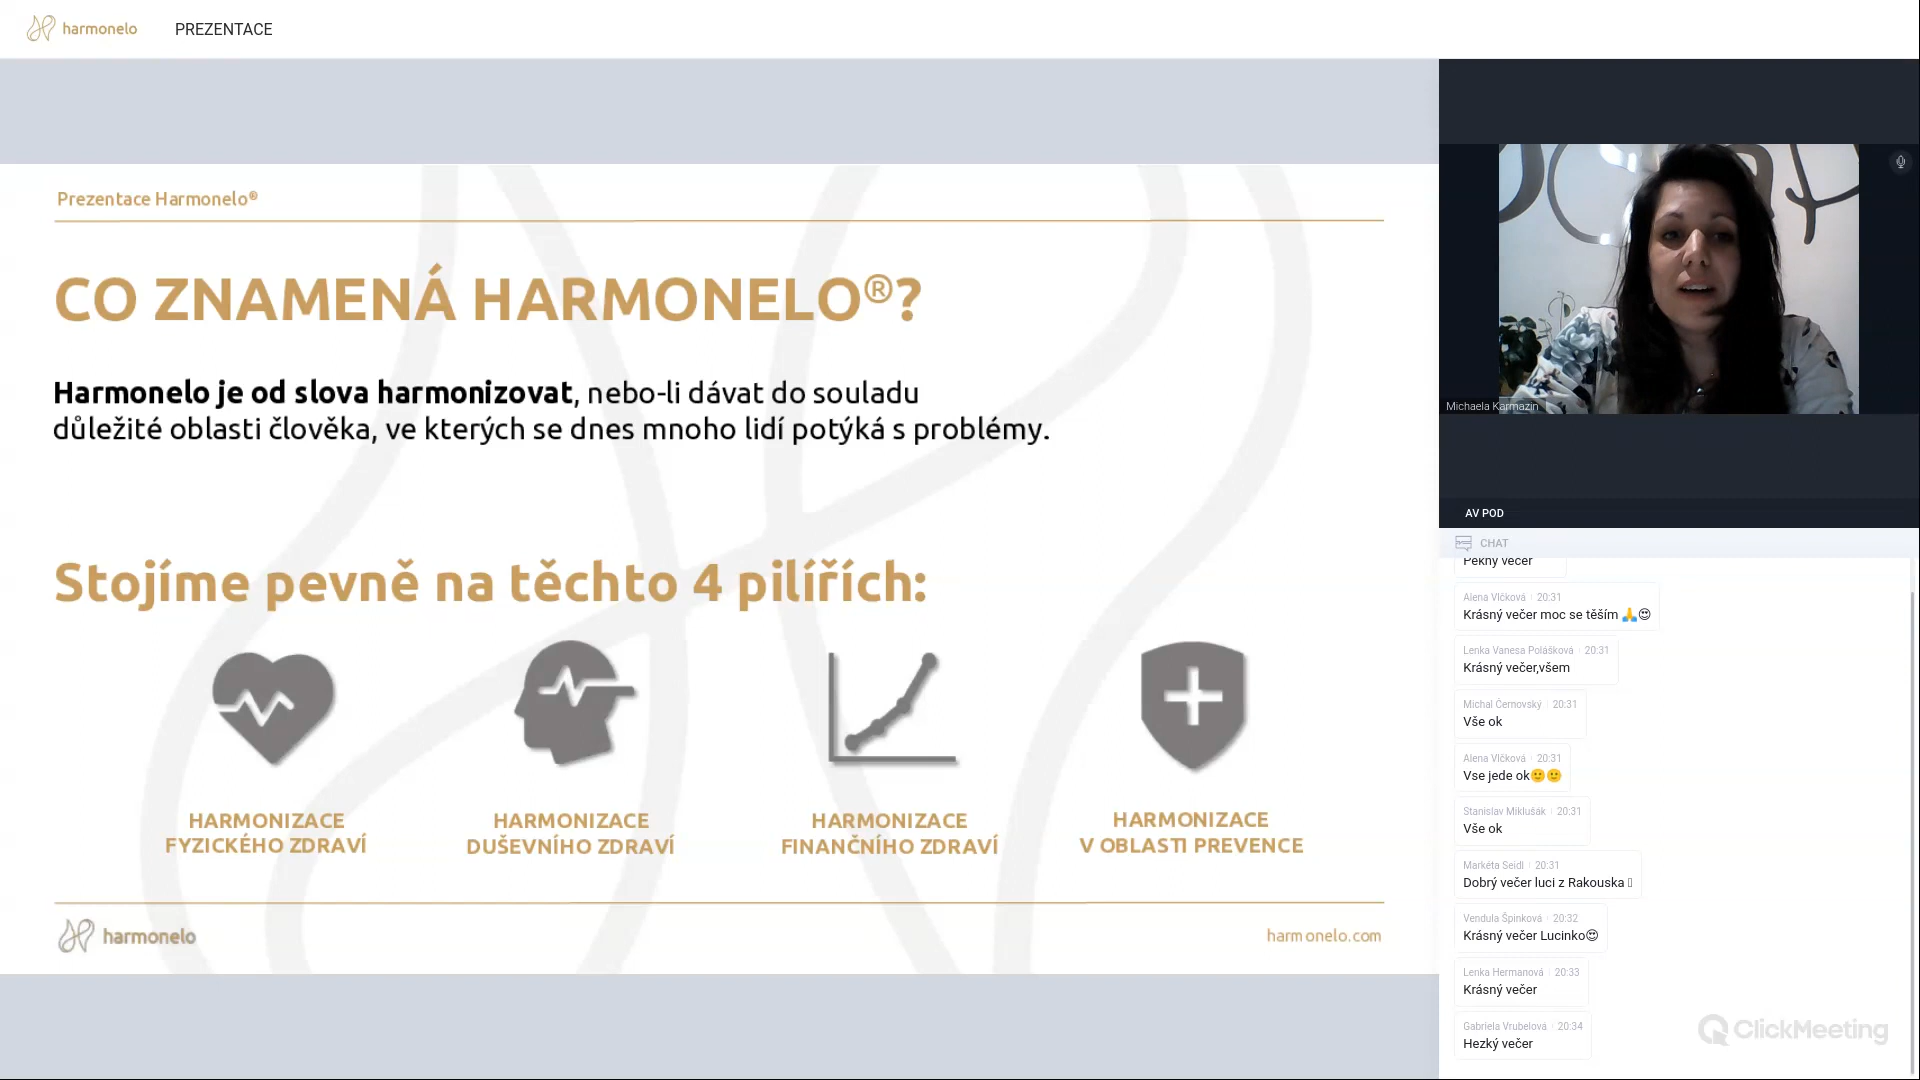 harmonelo
PREZENTACE
Prezentace Harmonelo®
CO ZNAMENÁ HARMONELO®?
Harmonelo je od slova harmonizovat, nebo-li dávat do souladu
důležité oblasti člověka, ve kterých se dnes mnoho lidí potýká s problémy.
Stojíme pevně na těchto 4 pilířích:
HARMONIZACE
FYZICKÉHO ZDRAVÍ
HARMONIZACE
DUŠEVNÍHO ZDRAVÍ
HARMONIZACE
FINANČNÍHO ZDRAVÍ
HARMONIZACE
V OBLASTI PREVENCE
harmonelo
harmonelo.com
Michaela Karmazin
AV POD
CHAT
Pekny večer
Alena Vlčková 20:31
Krásný večer moc se těším 🙏😍
Lenka Vanesa Polášková 20:31
Krásný večer,všem
Michal Černovský 20:31
Vše ok
Alena Vlčková 20:31
Vse jede ok🙂🙂
Stanislav Miklušák 20:31
Vše ok
Markéta Seidl 20:31
Dobrý večer luci z Rakouska
Vendula Špinková 20:32
Krásný večer Lucinko😍
Lenka Hermanová 20:33
Krásný večer
Gabriela Vrubelová 20:34
Hezký večer
ClickMeeting